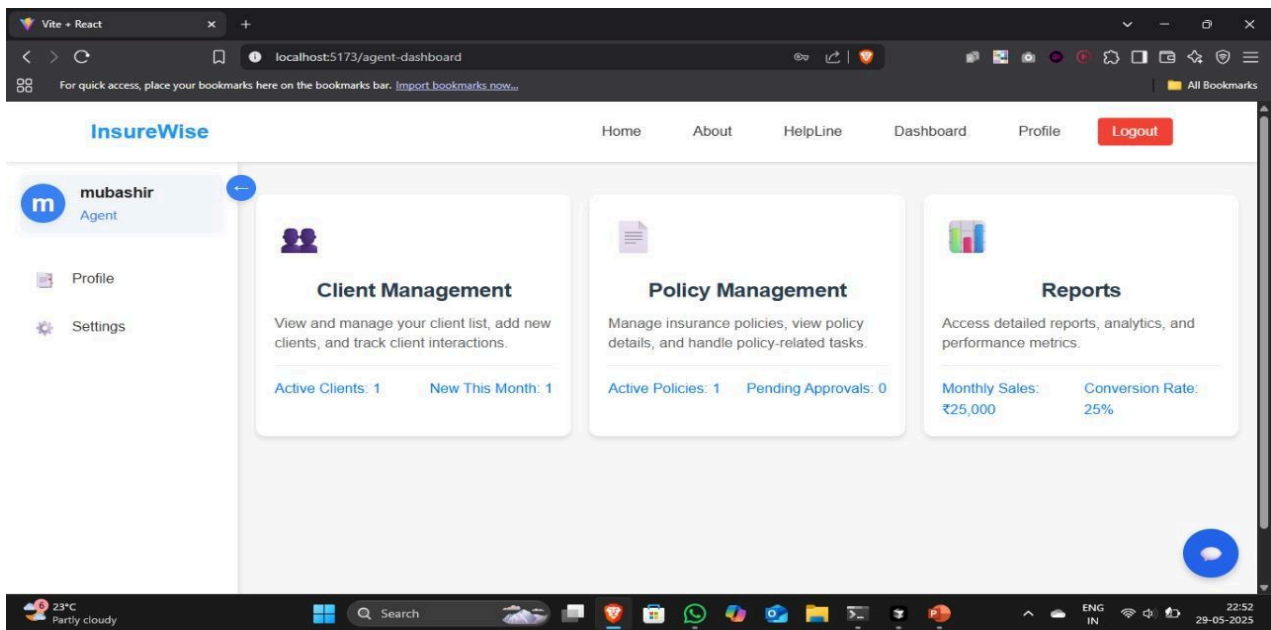 Vite + React
localhost:5173/agent-dashboard
For quick access, place your bookmarks here on the bookmarks bar. Import bookmarks now...
All Bookmarks
InsureWise
Home About HelpLine Dashboard Profile Logout
m
mubashir
Agent
Profile
Settings
Client Management
View and manage your client list, add new
clients, and track client interactions.
Active Clients: 1 New This Month: 1
Policy Management
Manage insurance policies, view policy
details, and handle policy-related tasks.
Active Policies: 1 Pending Approvals: 0
Reports
Access detailed reports, analytics, and
performance metrics.
Monthly Sales: Conversion Rate:
₹25,000 25%
6
23°C
Partly cloudy
Search
ENG
IN
22:52
29-05-2025